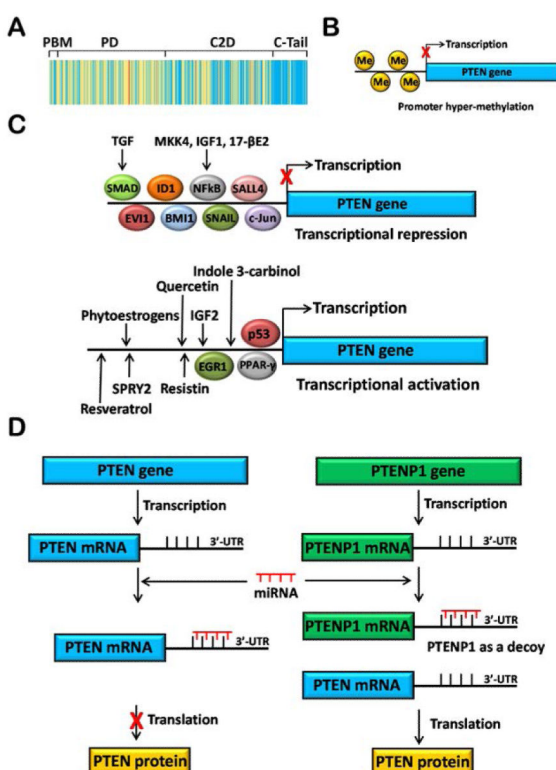 A
PBM PD C2D C-Tail
B
Me Me Me Me
Transcription
X
PTEN gene
Promoter hyper-methylation
C
TGF MKK4, IGF1, 17-βE2
Transcription
X
SMAD ID1 NFkB SALL4
EVI1 BMI1 SNAIL c-Jun
PTEN gene
Transcriptional repression
Indole 3-carbinol
Quercetin
Phytoestrogens IGF2
Transcription
p53
PTEN gene
EGR1 PPAR-γ
SPRY2 Resistin
Transcriptional activation
Resveratrol
D
PTEN gene PTENP1 gene
Transcription Transcription
PTEN mRNA 3'-UTR PTENP1 mRNA 3'-UTR
miRNA
PTENP1 mRNA 3'-UTR
PTEN mRNA 3'-UTR PTENP1 as a decoy
PTEN mRNA 3'-UTR
X Translation Translation
PTEN protein PTEN protein